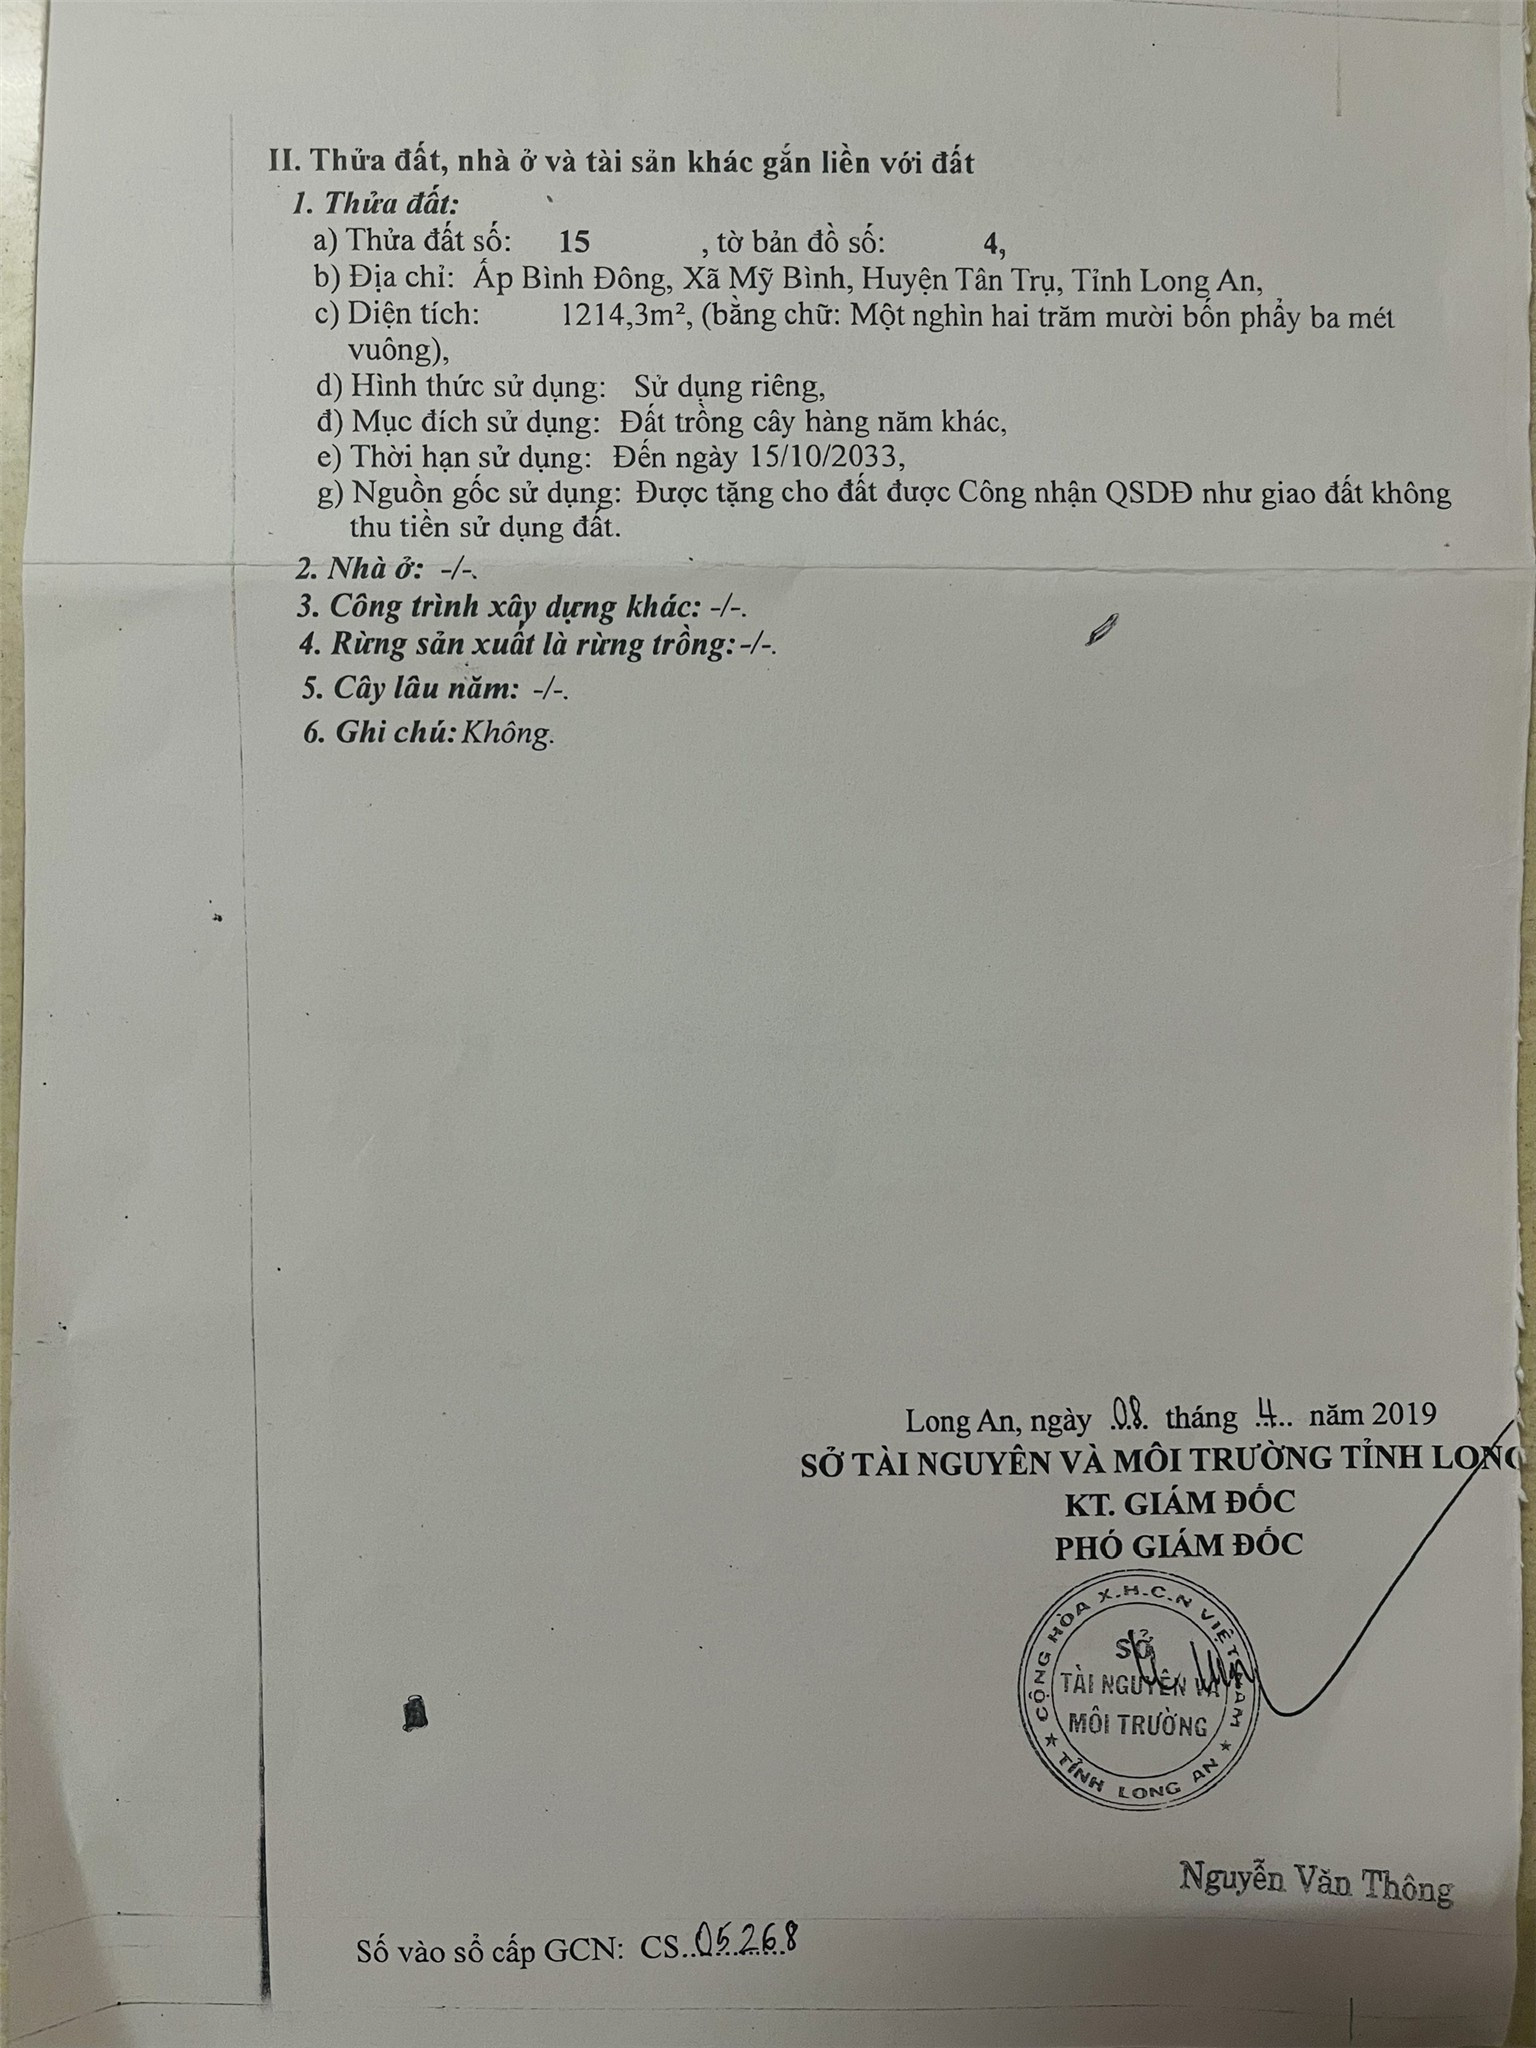 II. Thửa đất, nhà ở và tài sản khác gắn liền với đất
1. Thửa đất:
a) Thửa đất số: 15 , tờ bản đồ số: 4,
b) Địa chỉ: Ấp Bình Đông, Xã Mỹ Bình, Huyện Tân Trụ, Tỉnh Long An,
c) Diện tích: 1214,3m², (bằng chữ: Một nghìn hai trăm mười bốn phẩy ba mét
vuông),
d) Hình thức sử dụng: Sử dụng riêng,
đ) Mục đích sử dụng: Đất trồng cây hàng năm khác,
e) Thời hạn sử dụng: Đến ngày 15/10/2033,
g) Nguồn gốc sử dụng: Được tặng cho đất được Công nhận QSDĐ như giao đất không
thu tiền sử dụng đất.
2. Nhà ở: -/-.
3. Công trình xây dựng khác: -/-.
4. Rừng sản xuất là rừng trồng: -/-.
5. Cây lâu năm: -/-.
6. Ghi chú: Không.
Long An, ngày 08 tháng 4 năm 2019
SỞ TÀI NGUYÊN VÀ MÔI TRƯỜNG TỈNH LONG
KT. GIÁM ĐỐC
PHÓ GIÁM ĐỐC
CỘNG HÒA X.H.C.N VIỆT NAM
SỞ
TÀI NGUYÊN VÀ
MÔI TRƯỜNG
★ TỈNH LONG AN ★
Nguyễn Văn Thông
Số vào sổ cấp GCN: CS..05268